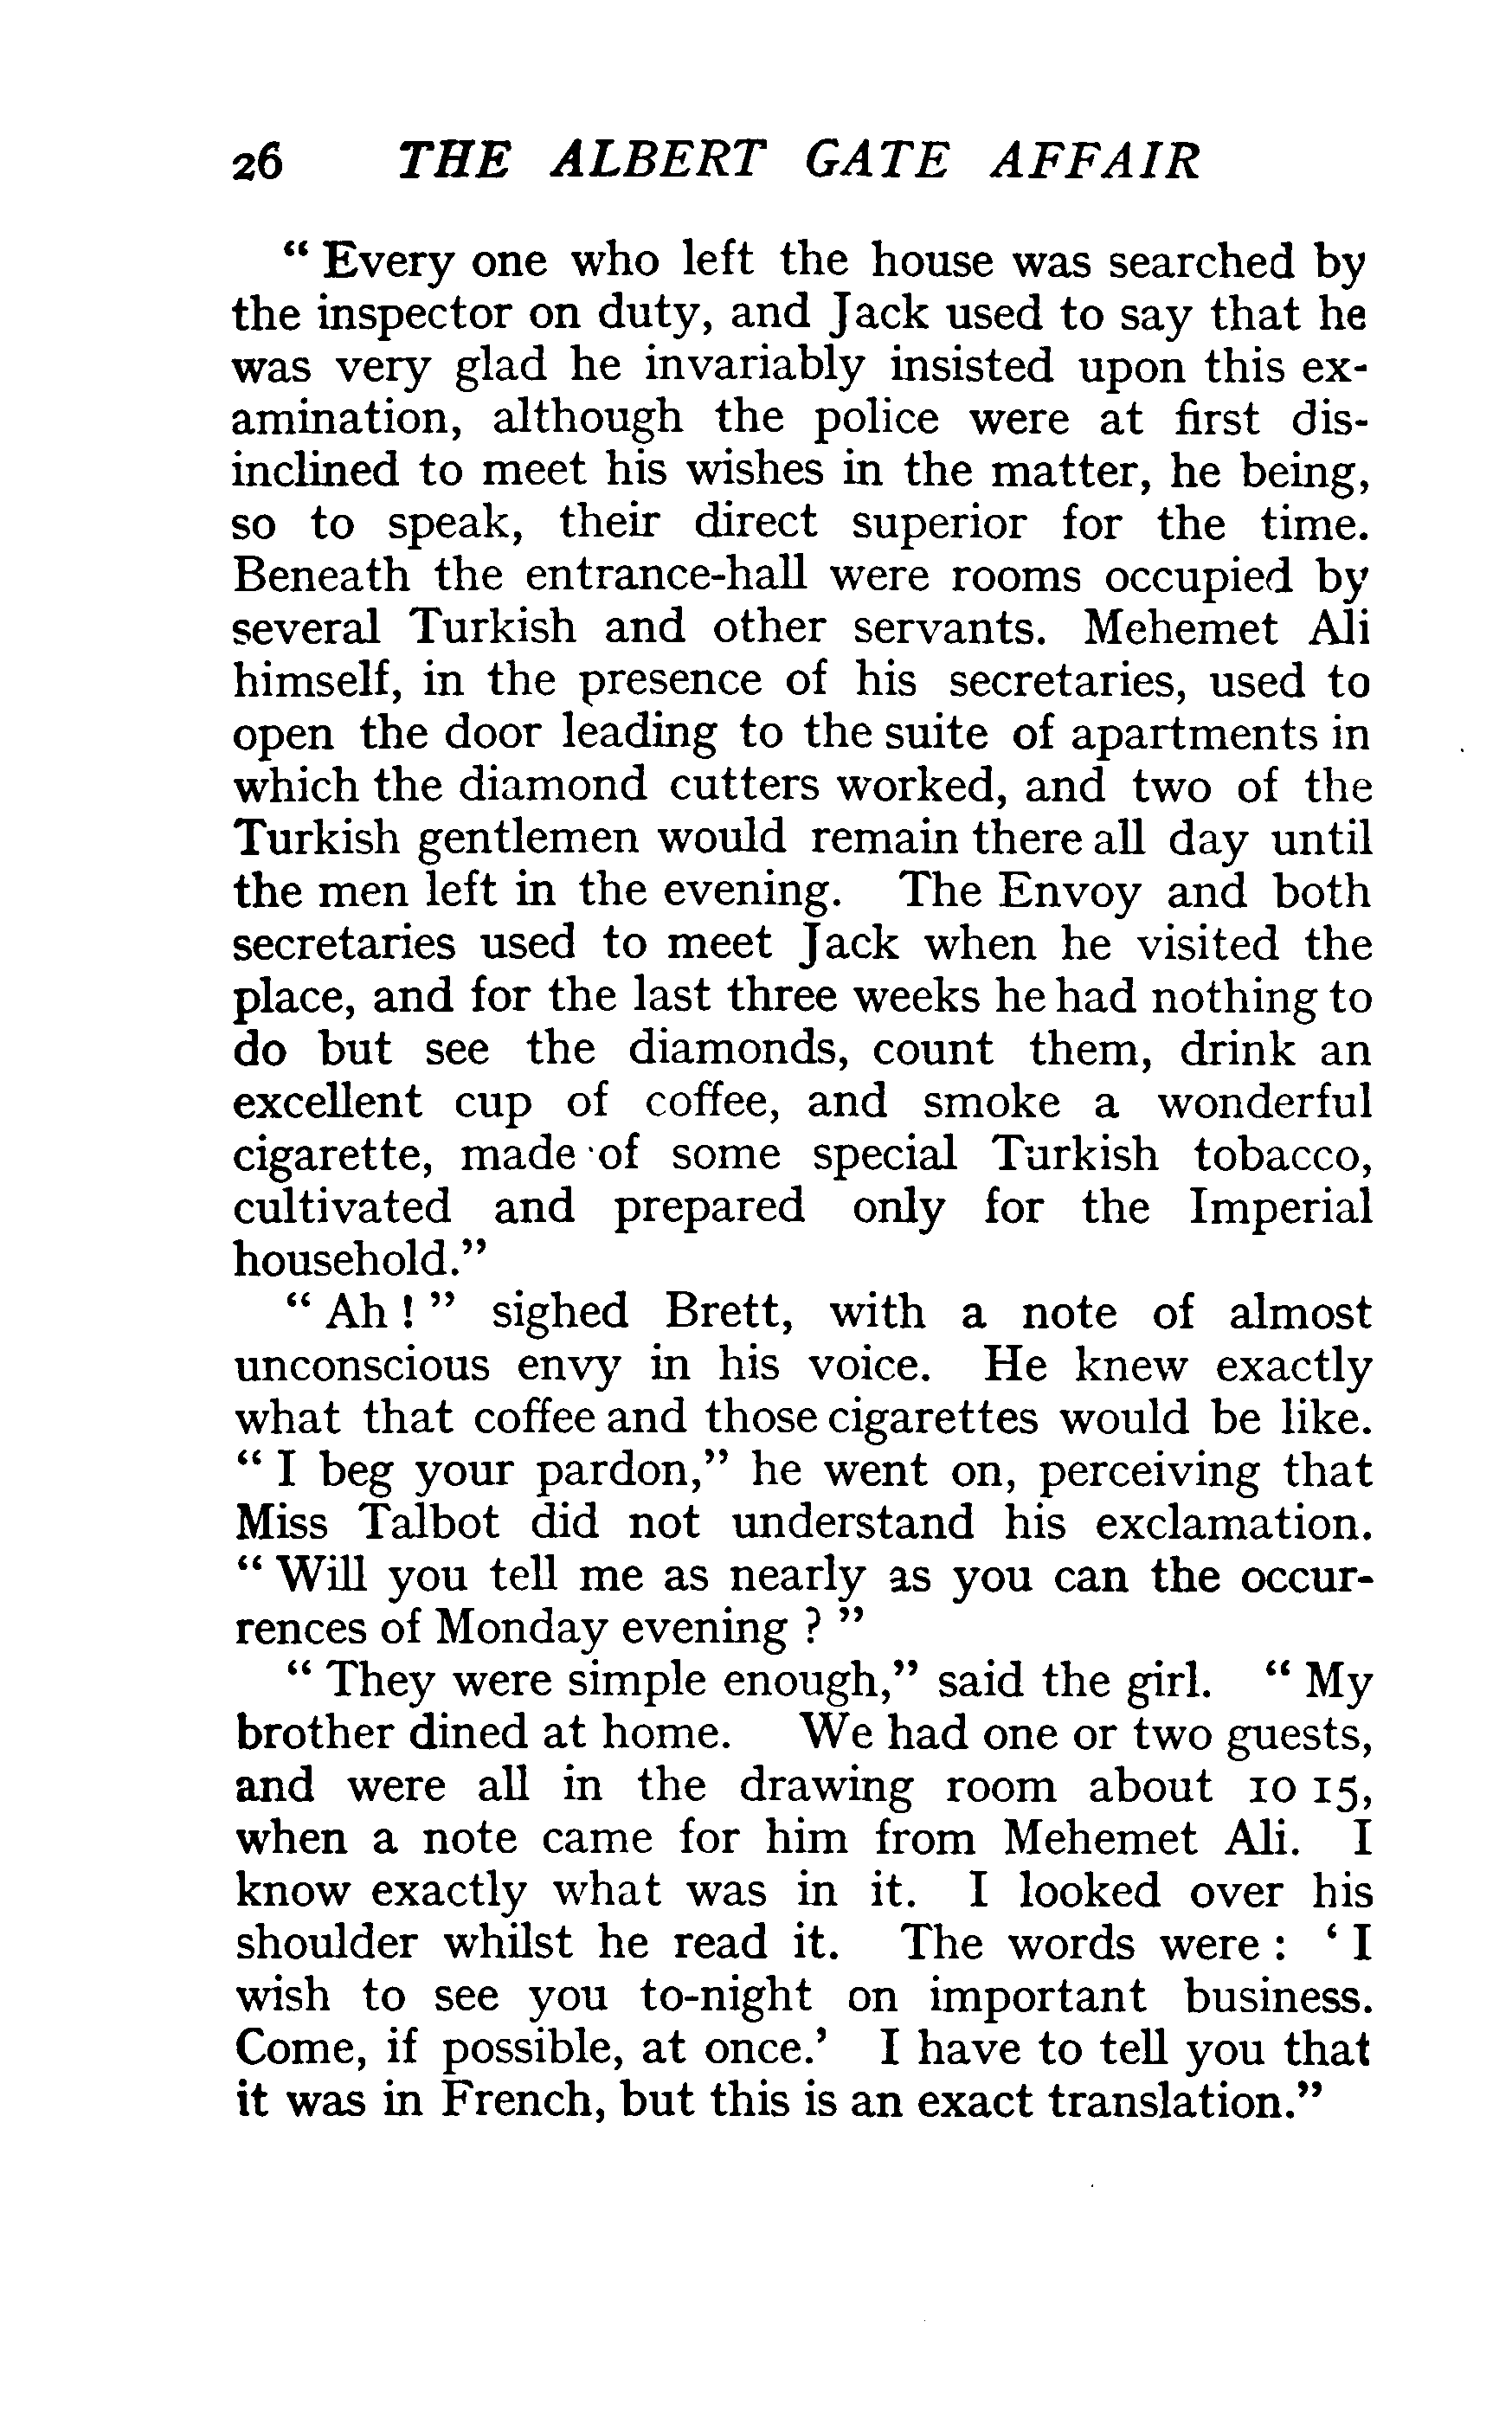 26 THE ALBERT GATE AFFAIR
“ Every one who left the house was searched by
the inspector on duty, and Jack used to say that he
was very glad he invariably insisted upon this ex-
amination, although the police were at first dis-
inclined to meet his wishes in the matter, he being,
so to speak, their direct superior for the time.
Beneath the entrance-hall were rooms occupied by
several Turkish and other servants. Mehemet Ali
himself, in the presence of his secretaries, used to
open the door leading to the suite of apartments in
which the diamond cutters worked, and two of the
Turkish gentlemen would remain there all day until
the men left in the evening. The Envoy and both
secretaries used to meet Jack when he visited the
place, and for the last three weeks he had nothing to
do but see the diamonds, count them, drink an
excellent cup of coffee, and smoke a wonderful
cigarette, made of some special Turkish tobacco,
cultivated and prepared only for the Imperial
household.”
“ Ah ! ” sighed Brett, with a note of almost
unconscious envy in his voice. He knew exactly
what that coffee and those cigarettes would be like.
“ I beg your pardon,” he went on, perceiving that
Miss Talbot did not understand his exclamation.
“ Will you tell me as nearly as you can the occur-
rences of Monday evening ? ”
“ They were simple enough,” said the girl. “ My
brother dined at home. We had one or two guests,
and were all in the drawing room about 10 15,
when a note came for him from Mehemet Ali. I
know exactly what was in it. I looked over his
shoulder whilst he read it. The words were : ‘ I
wish to see you to-night on important business.
Come, if possible, at once.’ I have to tell you that
it was in French, but this is an exact translation.”